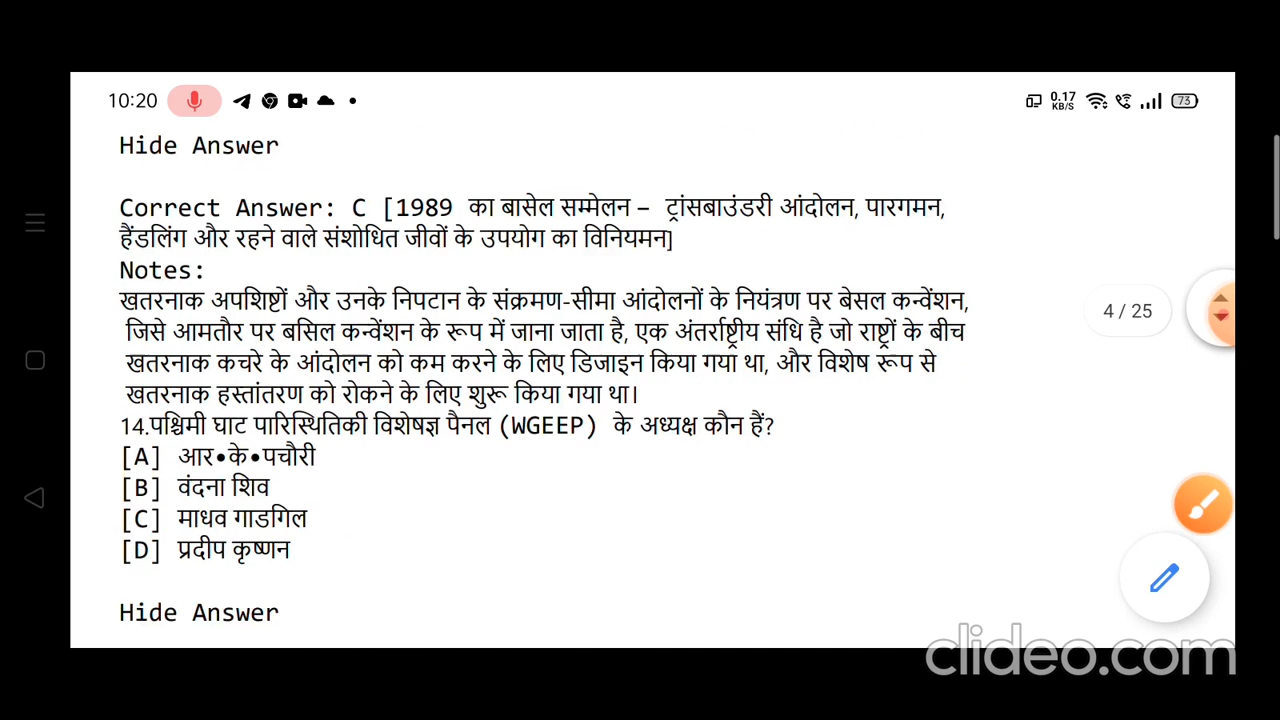 10:20
0.17
KB/S
73
Hide Answer
Correct Answer: C [1989 का बासेल सम्मेलन – ट्रांसबाउंडरी आंदोलन, पारगमन,
हैंडलिंग और रहने वाले संशोधित जीवों के उपयोग का विनियमन]
Notes:
खतरनाक अपशिष्टों और उनके निपटान के संक्रमण-सीमा आंदोलनों के नियंत्रण पर बेसल कन्वेंशन,
जिसे आमतौर पर बसिल कन्वेंशन के रूप में जाना जाता है, एक अंतर्राष्ट्रीय संधि है जो राष्ट्रों के बीच
खतरनाक कचरे के आंदोलन को कम करने के लिए डिजाइन किया गया था, और विशेष रूप से
खतरनाक हस्तांतरण को रोकने के लिए शुरू किया गया था।
4 / 25
14.पश्चिमी घाट पारिस्थितिकी विशेषज्ञ पैनल (WGEEP) के अध्यक्ष कौन हैं?
[A] आर•के•पचौरी
[B] वंदना शिव
[C] माधव गाडगिल
[D] प्रदीप कृष्णन
Hide Answer
clideo.com